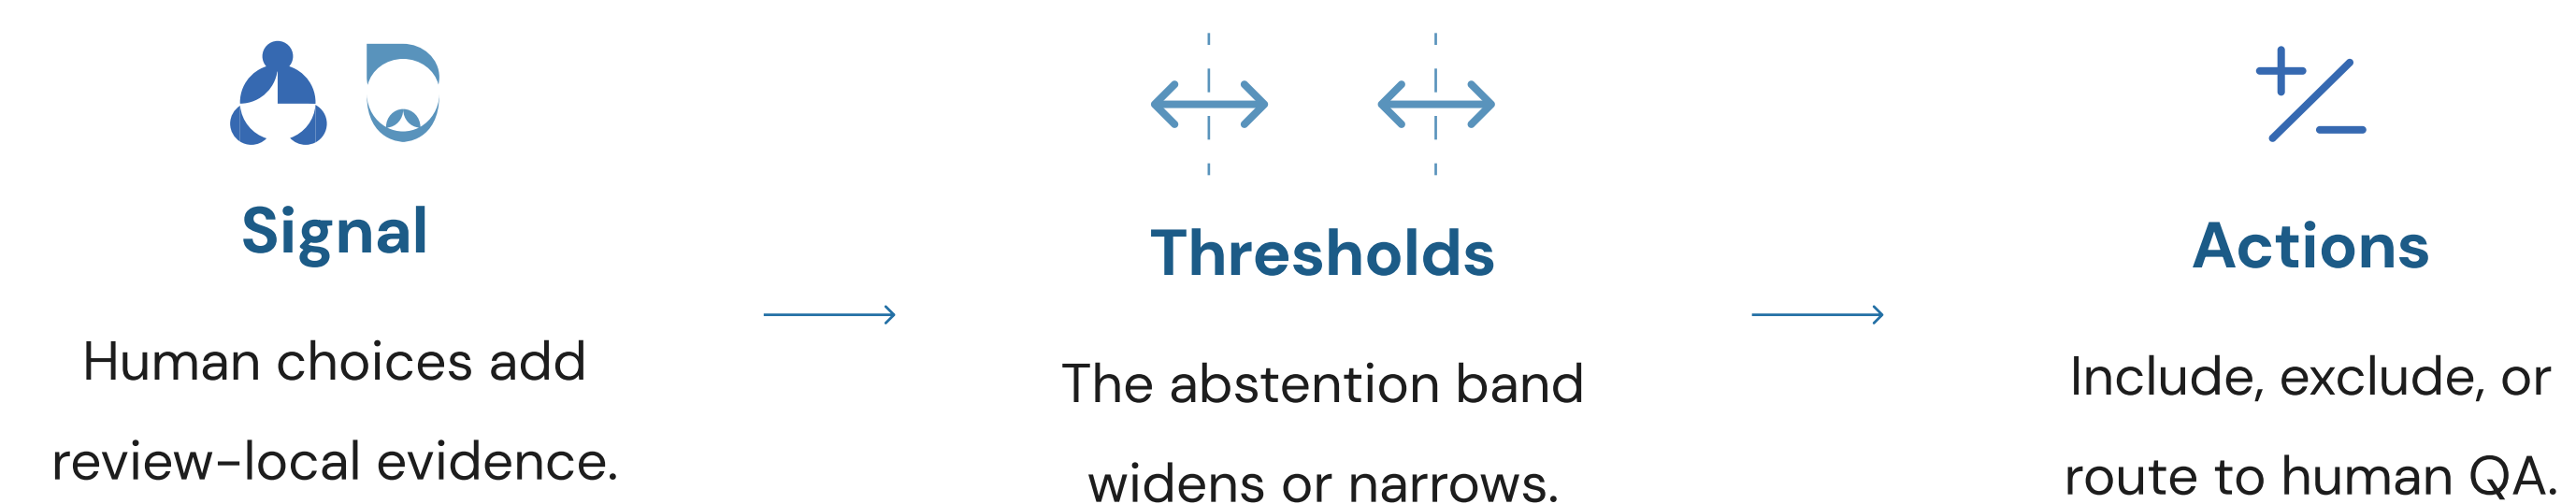 Signal
Human choices add
review-local evidence.
Thresholds
The abstention band
widens or narrows.
Actions
Include, exclude, or
route to human QA.